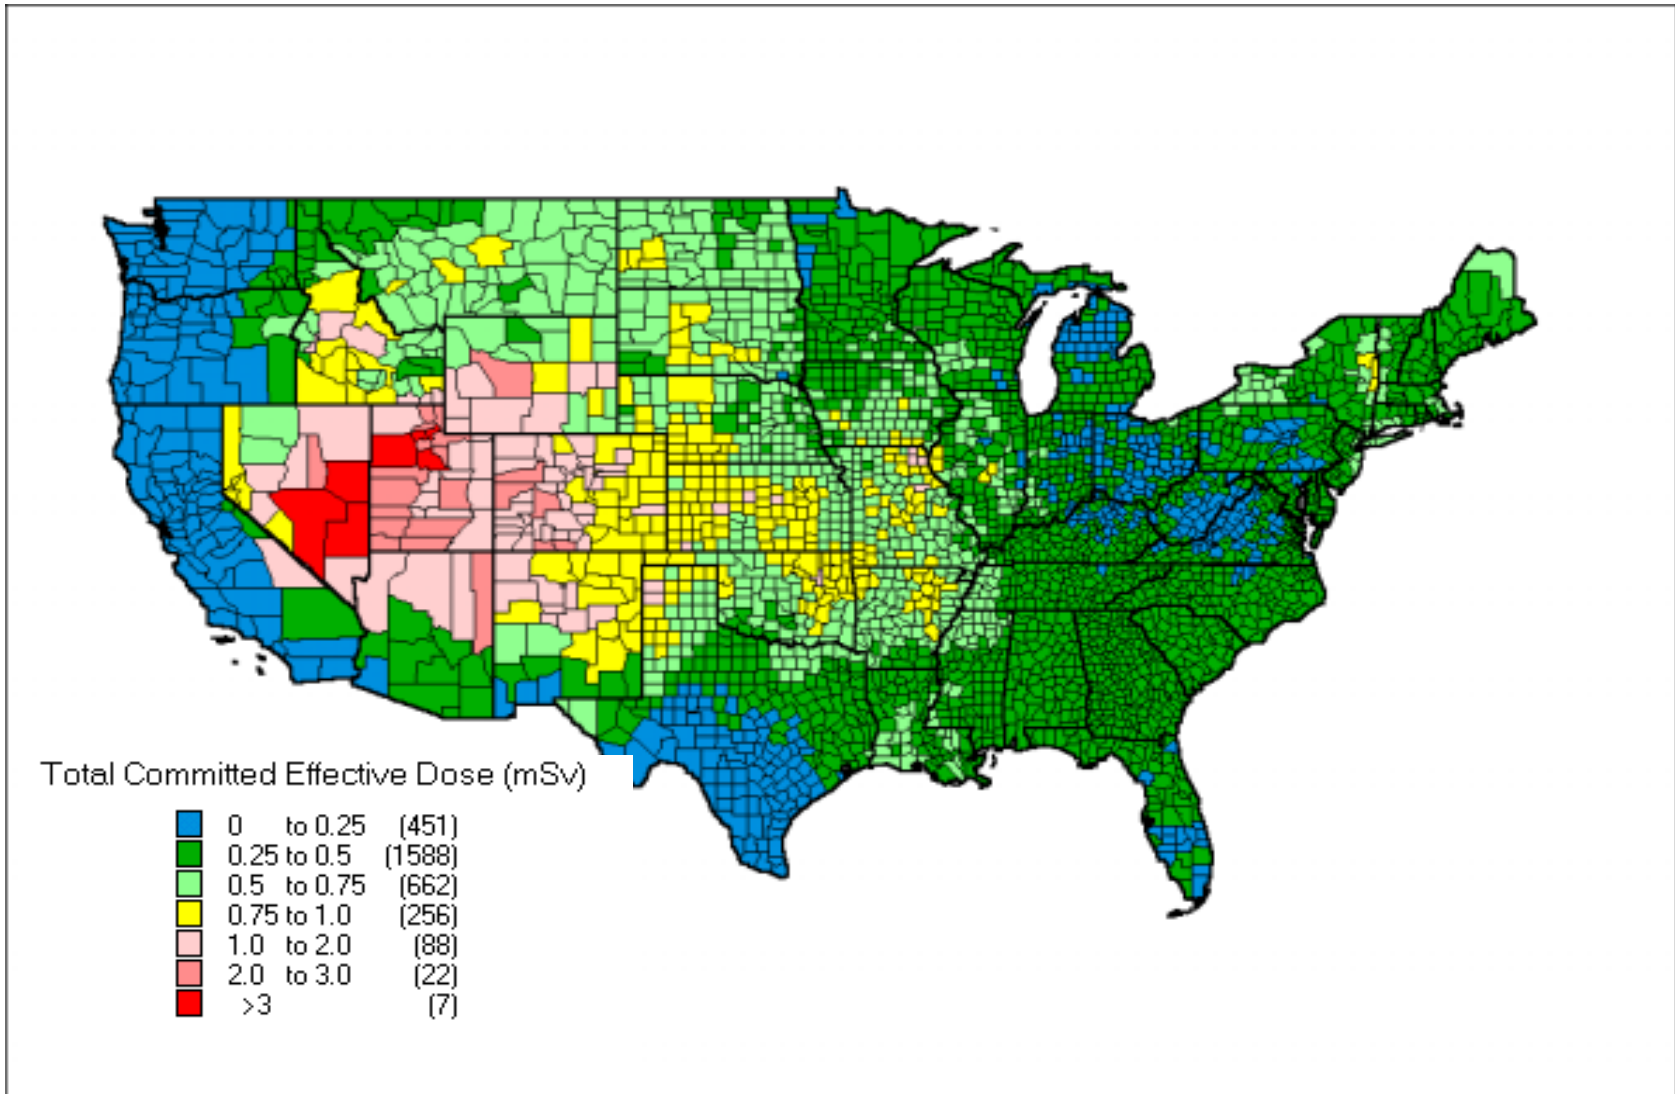 Total Committed Effective Dose (mSv)
0 to 0.25 (451)
0.25 to 0.5 (1588)
0.5 to 0.75 (662)
0.75 to 1.0 (256)
1.0 to 2.0 (88)
2.0 to 3.0 (22)
>3 (7)